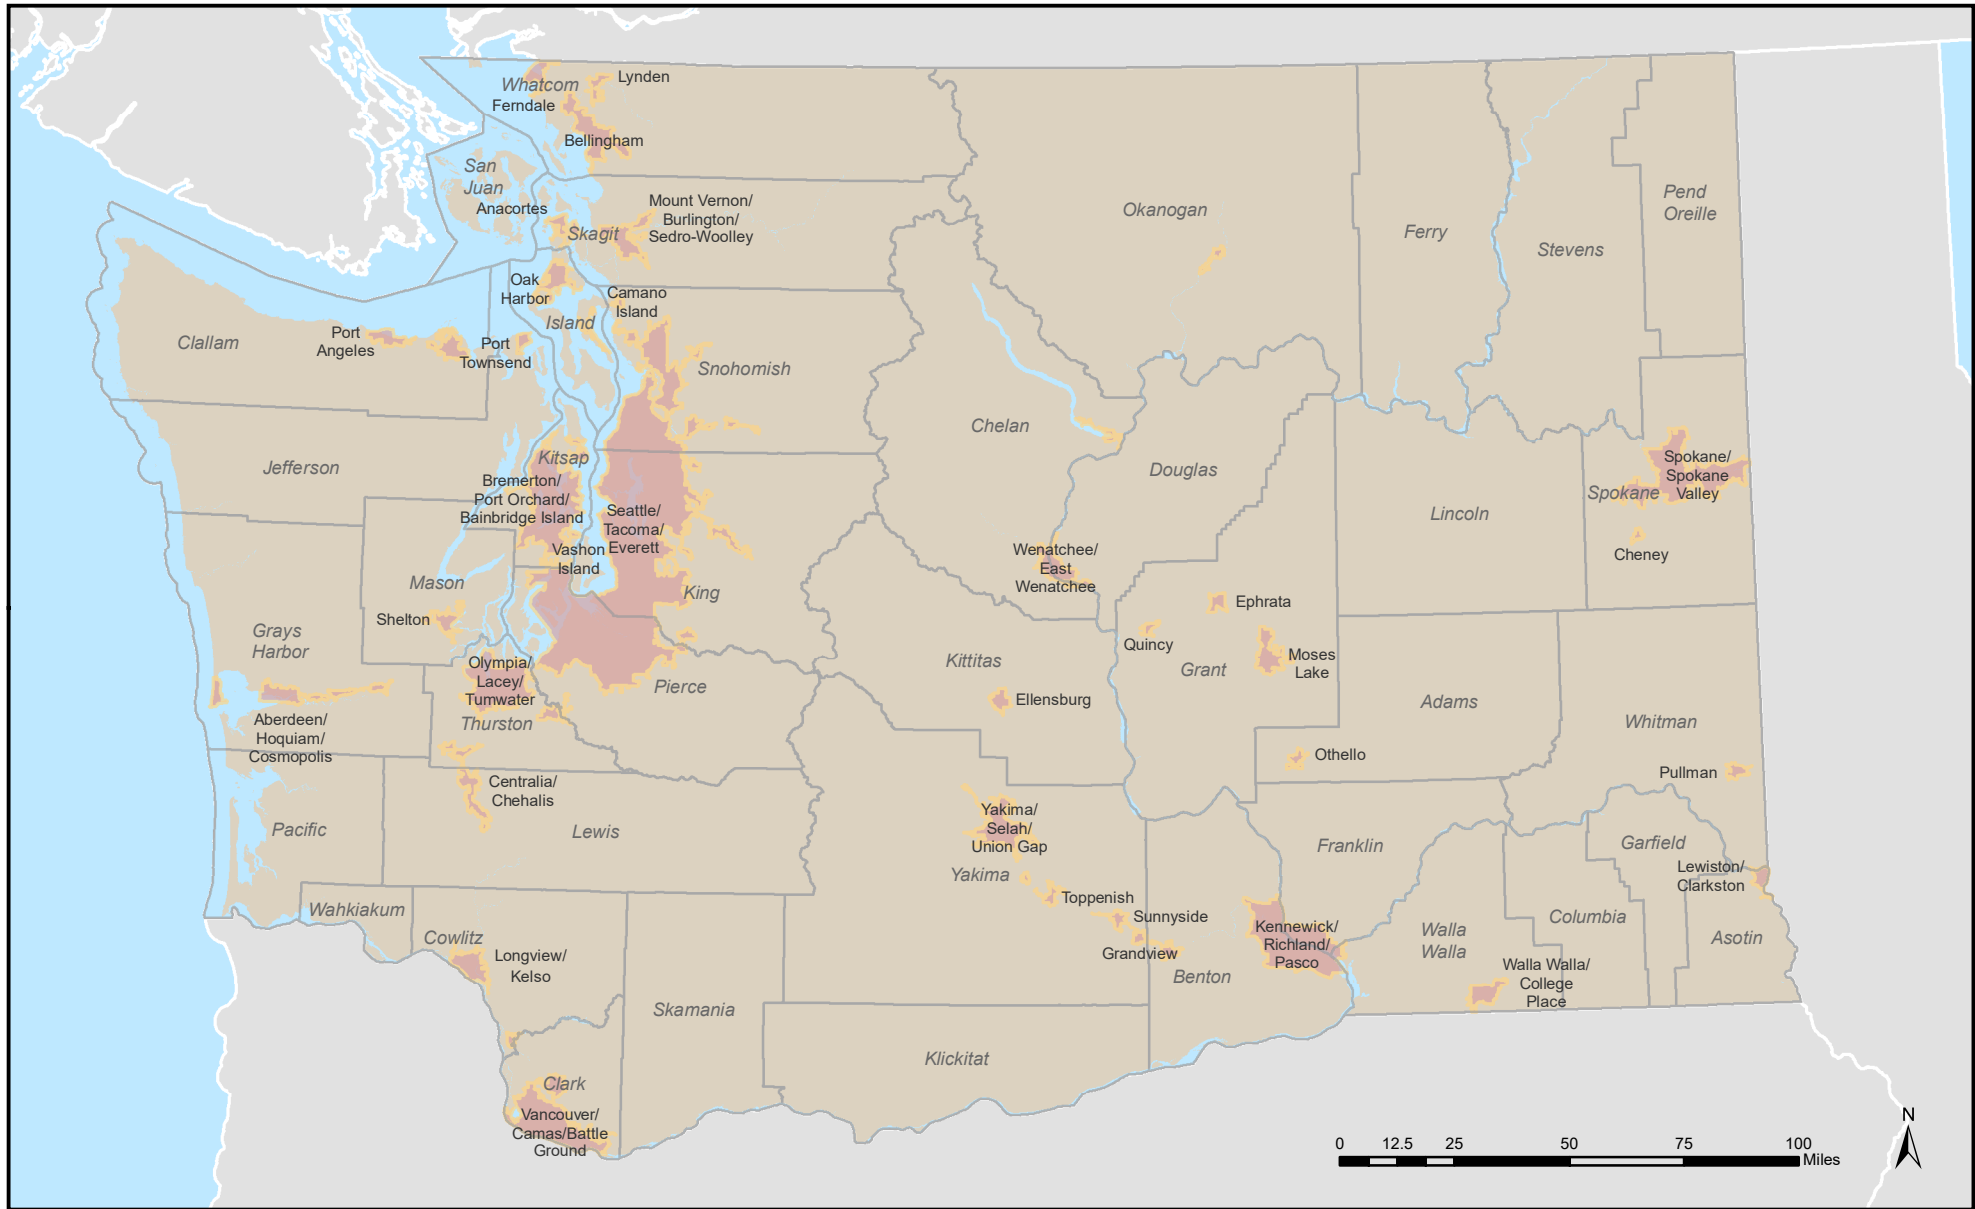 Whatcom
Lynden
Ferndale
Bellingham
San
Juan
Anacortes
Mount Vernon/
Burlington/
Sedro-Woolley
Skagit
Okanogan
Ferry
Stevens
Pend
Oreille
Oak
Harbor
Camano
Island
Island
Clallam
Port
Angeles
Port
Townsend
Snohomish
Chelan
Douglas
Jefferson
Kitsap
Bremerton/
Port Orchard/
Bainbridge Island
Seattle/
Tacoma/
Everett
Vashon
Island
Lincoln
Spokane
Spokane/
Spokane
Valley
Cheney
Wenatchee/
East
Wenatchee
Mason
King
Shelton
Ephrata
Quincy
Grant
Moses
Lake
Grays
Harbor
Olympia/
Lacey/
Tumwater
Thurston
Pierce
Kittitas
Ellensburg
Adams
Whitman
Aberdeen/
Hoquiam/
Cosmopolis
Othello
Pullman
Centralia/
Chehalis
Pacific
Lewis
Yakima/
Selah/
Union Gap
Yakima
Franklin
Garfield
Lewiston/
Clarkston
Toppenish
Sunnyside
Grandview
Wahkiakum
Cowlitz
Longview/
Kelso
Kennewick/
Richland/
Pasco
Benton
Walla
Walla
Columbia
Asotin
Walla Walla/
College
Place
Skamania
Klickitat
Clark
Vancouver/
Camas/Battle
Ground
N
0 12.5 25 50 75 100
Miles